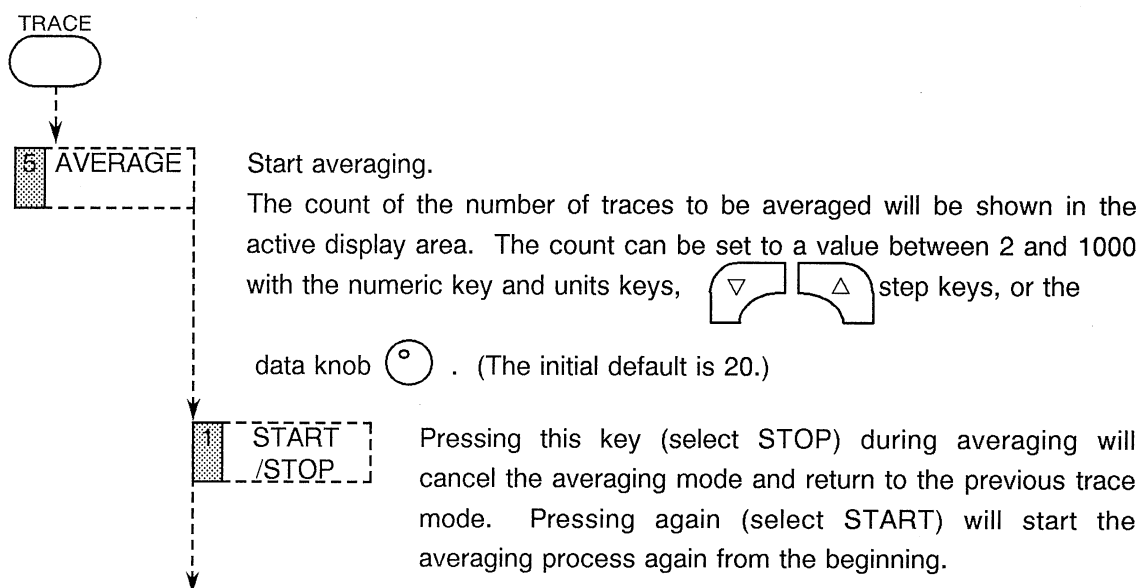 TRACE
5 AVERAGE
Start averaging.
The count of the number of traces to be averaged will be shown in the
active display area. The count can be set to a value between 2 and 1000
with the numeric key and units keys, ▽ △ step keys, or the
data knob . (The initial default is 20.)
1 START
/STOP
Pressing this key (select STOP) during averaging will
cancel the averaging mode and return to the previous trace
mode. Pressing again (select START) will start the
averaging process again from the beginning.